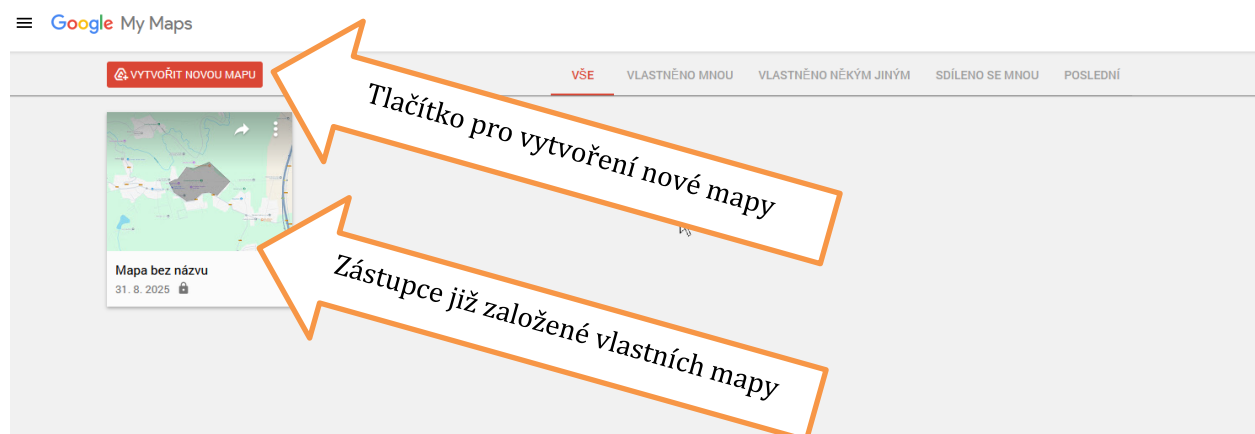 Google My Maps
VYTVOŘIT NOVOU MAPU
VŠE VLASTNĚNO MNOU VLASTNĚNO NĚKÝM JINÝM SDÍLENO SE MNOU POSLEDNÍ
Tlačítko pro vytvoření nové mapy
Mapa bez názvu
31. 8. 2025
Zástupce již založené vlastních mapy